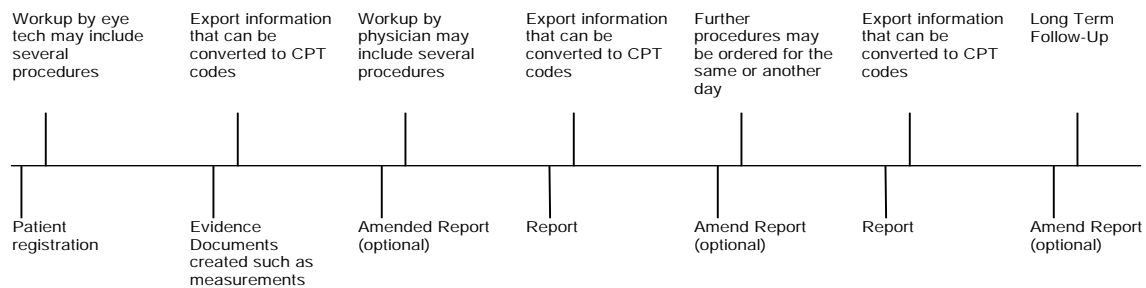 Workup by eye
tech may include
several
procedures
Export information
that can be
converted to CPT
codes
Workup by
physician may
include several
procedures
Export information
that can be
converted to CPT
codes
Further
procedures may
be ordered for the
same or another
day
Export information
that can be
converted to CPT
codes
Long Term
Follow-Up
Patient
registration
Evidence
Documents
created such as
measurements
Amended Report
(optional)
Report
Amend Report
(optional)
Report
Amend Report
(optional)